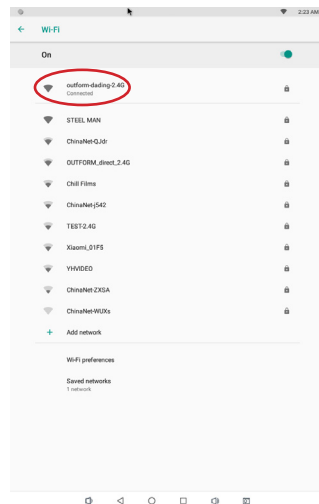 2:23 AM
Wi-Fi
On
outform-dading-2.4G
Connected
STEEL MAN
ChinaNet-QJdr
OUTFORM_direct_2.4G
Chill Films
ChinaNet-j542
TEST-2.4G
Xiaomi_01F5
YHVIDEO
ChinaNet-ZXSA
ChinaNet-WUXs
Add network
Wi-Fi preferences
Saved networks
1 network